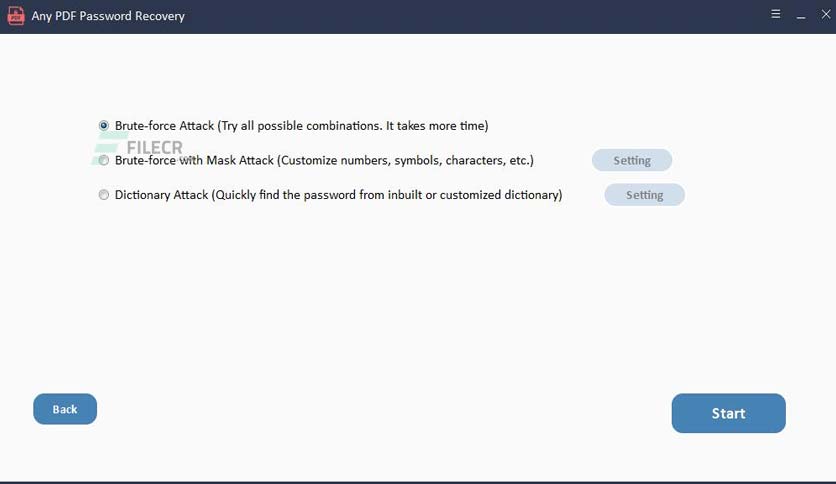 Any PDF Password Recovery
Brute-force Attack (Try all possible combinations. It takes more time)
FILECR
Brute-force with Mask Attack (Customize numbers, symbols, characters, etc.) Setting
Dictionary Attack (Quickly find the password from inbuilt or customized dictionary) Setting
Back
Start